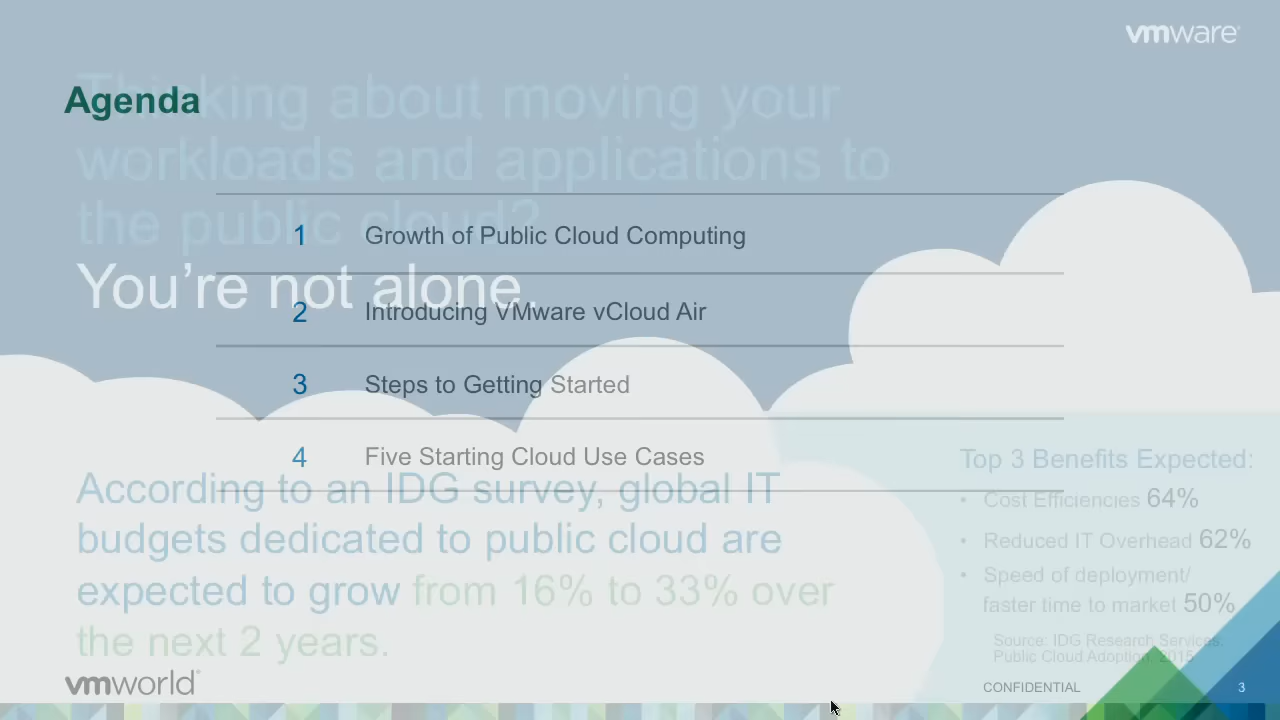 vmware
Agenda
Thinking about moving your
workloads and applications to
the public cloud?
You're not alone.
1 Growth of Public Cloud Computing
2 Introducing VMware vCloud Air
3 Steps to Getting Started
4 Five Starting Cloud Use Cases
According to an IDG survey, global IT
budgets dedicated to public cloud are
expected to grow from 16% to 33% over
the next 2 years.
Top 3 Benefits Expected:
• Cost Efficiencies 64%
• Reduced IT Overhead 62%
• Speed of deployment/
faster time to market 50%
Source: IDG Research Services.
Public Cloud Adoption, 2015
vmworld
CONFIDENTIAL
3